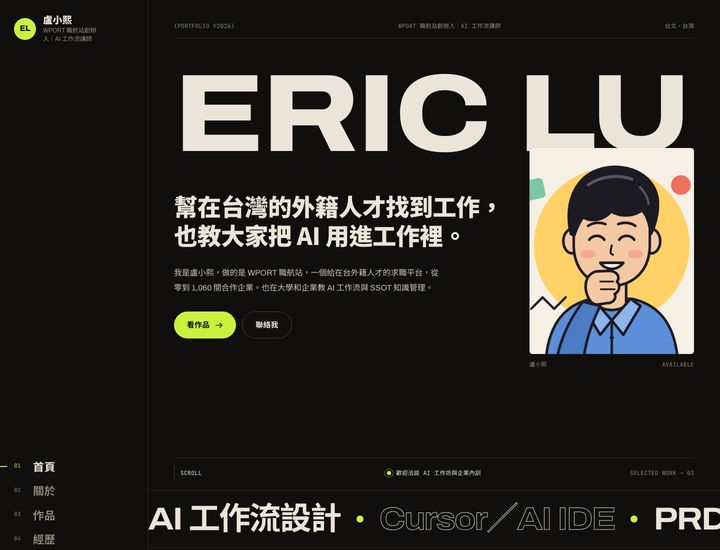 EL
盧小熙
WPORT 職航站創辦
人｜AI 工作流講師
(PORTFOLIO ©2026)
WPORT 職航站創辦人｜AI 工作流講師
台北・台灣
ERIC LU
幫在台灣的外籍人才找到工作，
也教大家把 AI 用進工作裡。
我是盧小熙，做的是 WPORT 職航站，一個給在台外籍人才的求職平台，從
零到 1,060 間合作企業。也在大學和企業教 AI 工作流與 SSOT 知識管理。
看作品 →
聯絡我
盧小熙
AVAILABLE
01 首頁
02 關於
03 作品
04 經歷
SCROLL
歡迎洽談 AI 工作坊與企業內訓
SELECTED WORK — 03
AI 工作流設計 • Cursor／AI IDE • PRD